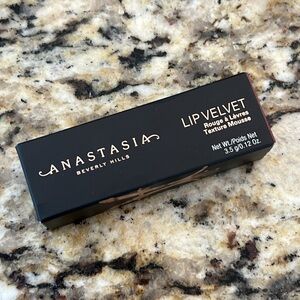 ANASTASIA
BEVERLY HILLS
LIP VELVET
Rouge à Lèvres
Texture Mousse
Net Wt./Poids Net
3.5 g/0.12 Oz.